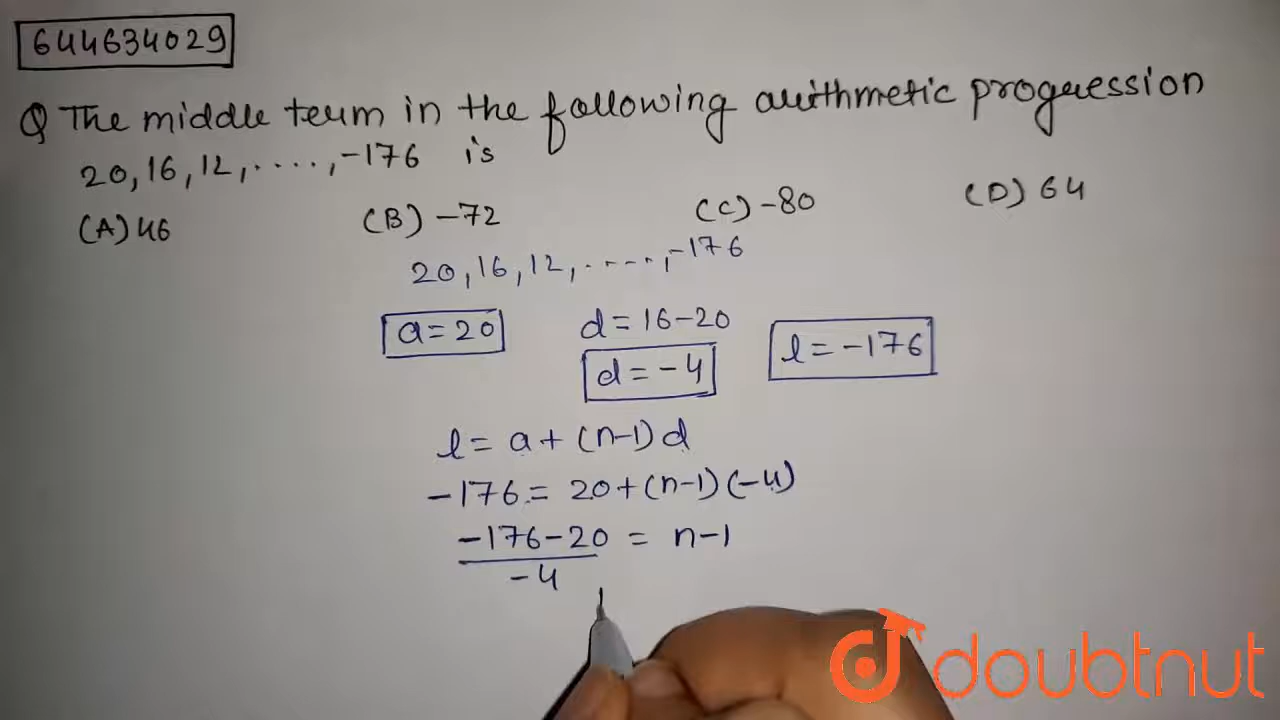 644634029
Q The middle term in the following arithmetic progression
20, 16, 12, ....., -176 is
(A) 46 (B) -72 (C) -80 (D) 64
20, 16, 12, ....., -176
a = 20 d = 16-20 l = -176
d = -4
l = a + (n-1) d
-176 = 20 + (n-1) (-4)
-176-20 = n-1
-4
doubtnut